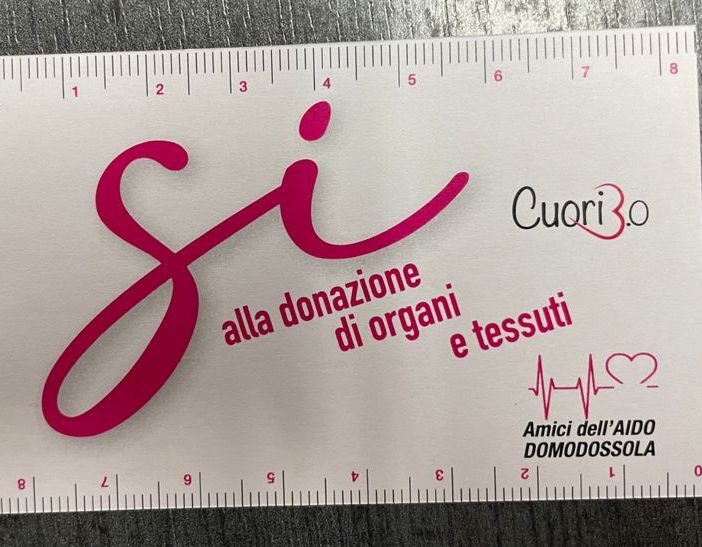 1 2 3 4 5 6 7 8
si
Cuori3.0
alla donazione
di organi
e tessuti
Amici dell'AIDO
DOMODOSSOLA
8 7 6 5 4 3 2 1 0